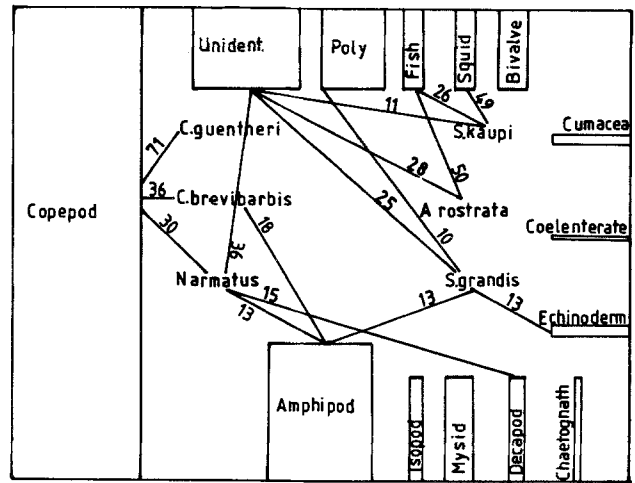 Unident.
Poly
Fish
Squid
Bivalve
11
26
49
C.guentheri
S.kaupi
Cumacea
71
28
50
36
C.brevibarbis
25
Copepod
30
18
A rostrata
10
Coelenterate
36
N.armatus
S.grandis
15
13
13
13
Echinoderm
Amphipod
Isopod
Mysid
Decapod
Chaetognath